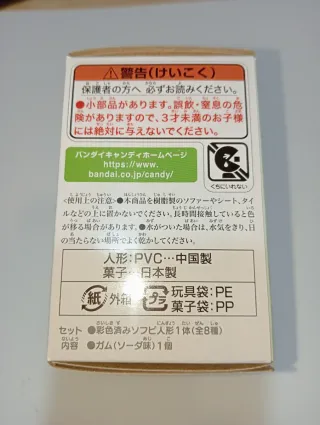 ⚠警告(けいこく)
保護者の方へ 必ずお読みください。
●小部品があります。誤飲・窒息の危
険がありますので、3才未満のお子様
には絶対に与えないでください。
バンダイキャンディホームページ
https://www.
bandai.co.jp/candy/
くちにいれない
<使用上の注意>●本商品を樹脂製のソファーやシート、タイ
ルなどの上に置かないでください。長時間接触していると色
が移る場合があります。●水がついた場合は、水気をきり、日
の当たらない場所でよく乾かしてください。
人形:PVC…中国製
菓子…日本製
紙 外箱 プラ 玩具袋:PE
菓子袋:PP
セット ●彩色済みソフビ人形1体(全8種)
内容 ●ガム(ソーダ味)1個